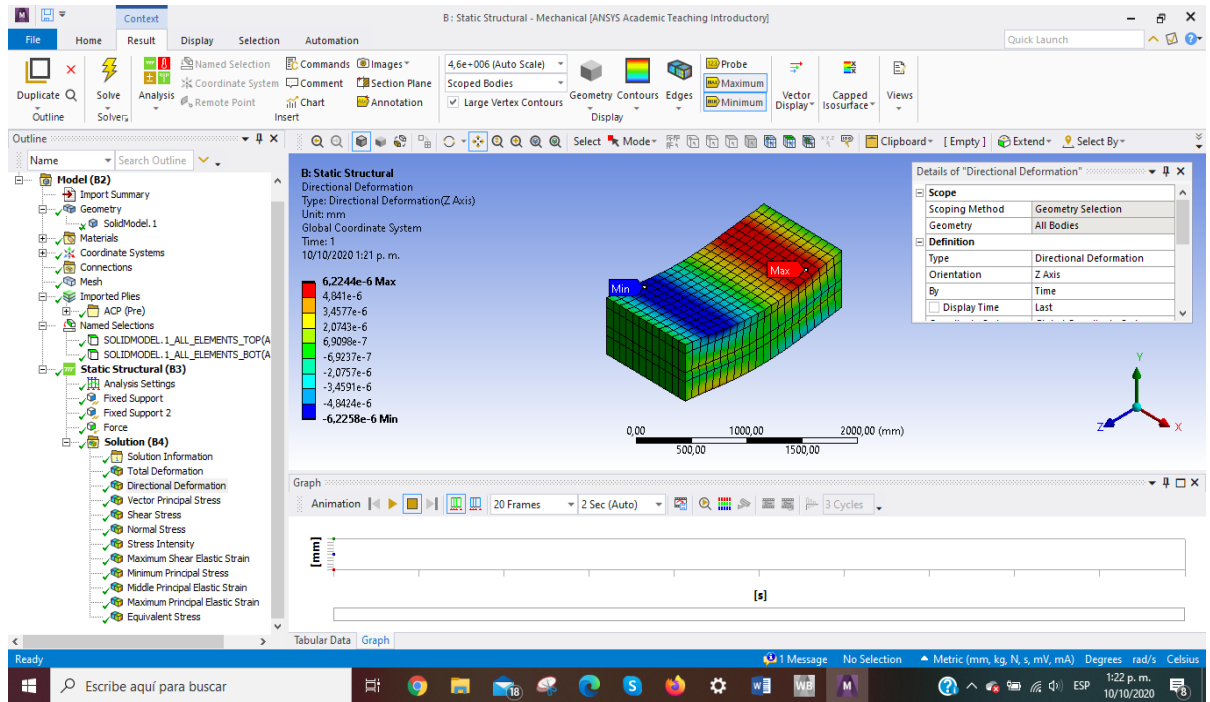 Context
B : Static Structural - Mechanical [ANSYS Academic Teaching Introductory]
File Home Result Display Selection Automation
Quick Launch
Duplicate
Outline
Solve
Solver
Analysis
Named Selection
Coordinate System
Remote Point
Commands
Comment
Chart
Images
Section Plane
Annotation
Insert
4,6e+006 (Auto Scale)
Scoped Bodies
Large Vertex Contours
Geometry Contours Edges
Probe
Maximum
Minimum
Display
Vector
Display
Capped
Isosurface
Views
Outline
Name Search Outline
Select Mode Clipboard [ Empty ] Extend Select By
Model (B2)
Import Summary
Geometry
SolidModel.1
Materials
Coordinate Systems
Connections
Mesh
Imported Plies
ACP (Pre)
Named Selections
SOLIDMODEL.1_ALL_ELEMENTS_TOP(A
SOLIDMODEL.1_ALL_ELEMENTS_BOT(A
Static Structural (B3)
Analysis Settings
Fixed Support
Fixed Support 2
Force
Solution (B4)
Solution Information
Total Deformation
Directional Deformation
Vector Principal Stress
Shear Stress
Normal Stress
Stress Intensity
Maximum Shear Elastic Strain
Minimum Principal Stress
Middle Principal Elastic Strain
Maximum Principal Elastic Strain
Equivalent Stress
B: Static Structural
Directional Deformation
Type: Directional Deformation(Z Axis)
Unit: mm
Global Coordinate System
Time: 1
10/10/2020 1:21 p. m.
6,2244e-6 Max
4,841e-6
3,4577e-6
2,0743e-6
6,9098e-7
-6,9237e-7
-2,0757e-6
-3,4591e-6
-4,8424e-6
-6,2258e-6 Min
Min
Max
0,00 1000,00 2000,00 (mm)
500,00 1500,00
Y
Z X
Details of "Directional Deformation"
Scope
Scoping Method Geometry Selection
Geometry All Bodies
Definition
Type Directional Deformation
Orientation Z Axis
By Time
Display Time Last
Graph
Animation 20 Frames 2 Sec (Auto) 3 Cycles
[mm]
[s]
Tabular Data Graph
Ready
1 Message No Selection Metric (mm, kg, N, s, mV, mA) Degrees rad/s Celsius
Escribe aquí para buscar
18
WB
M
ESP
1:22 p. m.
10/10/2020
8